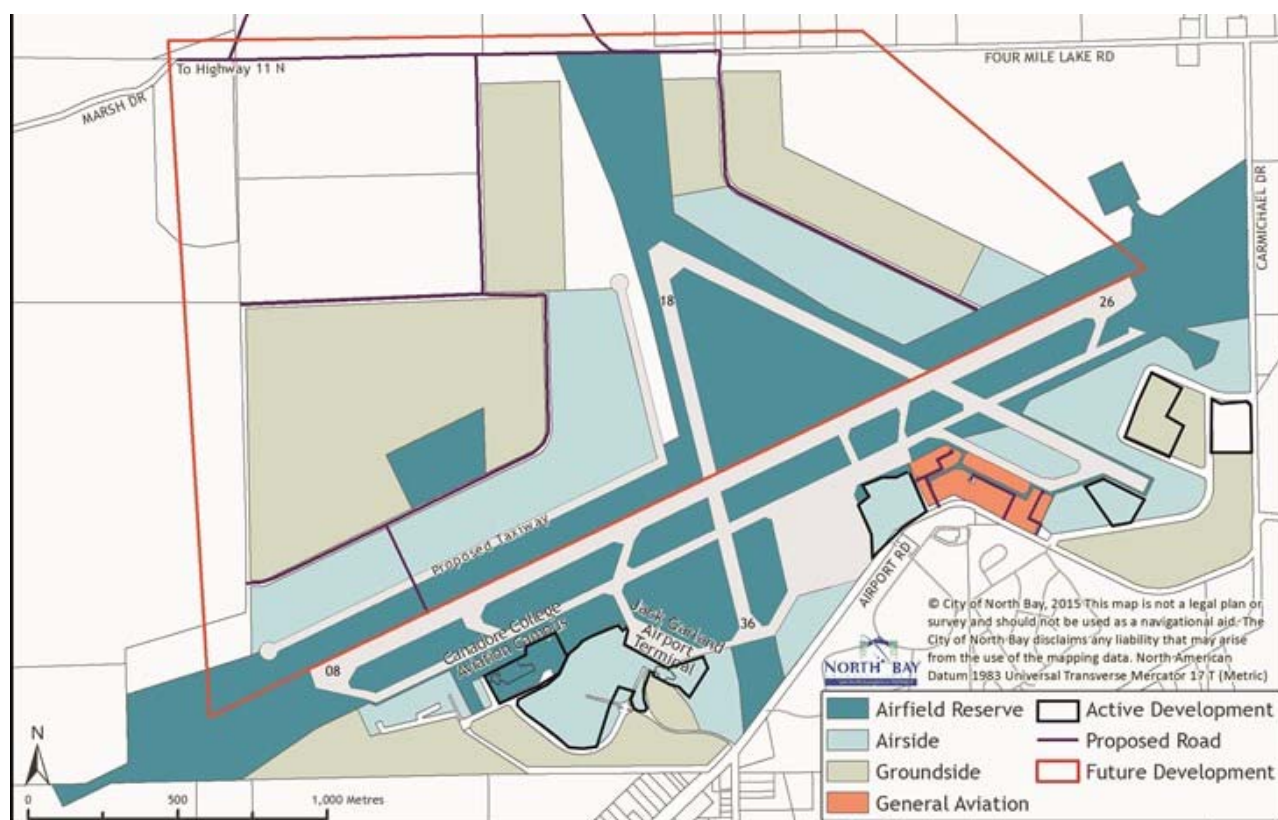 To Highway 11 N
MARSH DR
FOUR MILE LAKE RD
CARMICHAEL DR
18
26
Proposed Taxiway
08
36
Canadore College
Aviation Campus
Jack Garland
Airport
Terminal
AIRPORT RD
© City of North Bay, 2015 This map is not a legal plan or
survey and should not be used as a navigational aid. The
City of North Bay disclaims any liability that may arise
from the use of the mapping data. North American
Datum 1983 Universal Transverse Mercator 17 T (Metric)
NORTH BAY
Airfield Reserve
Airside
Groundside
General Aviation
Active Development
Proposed Road
Future Development
N
0 500 1,000 Metres